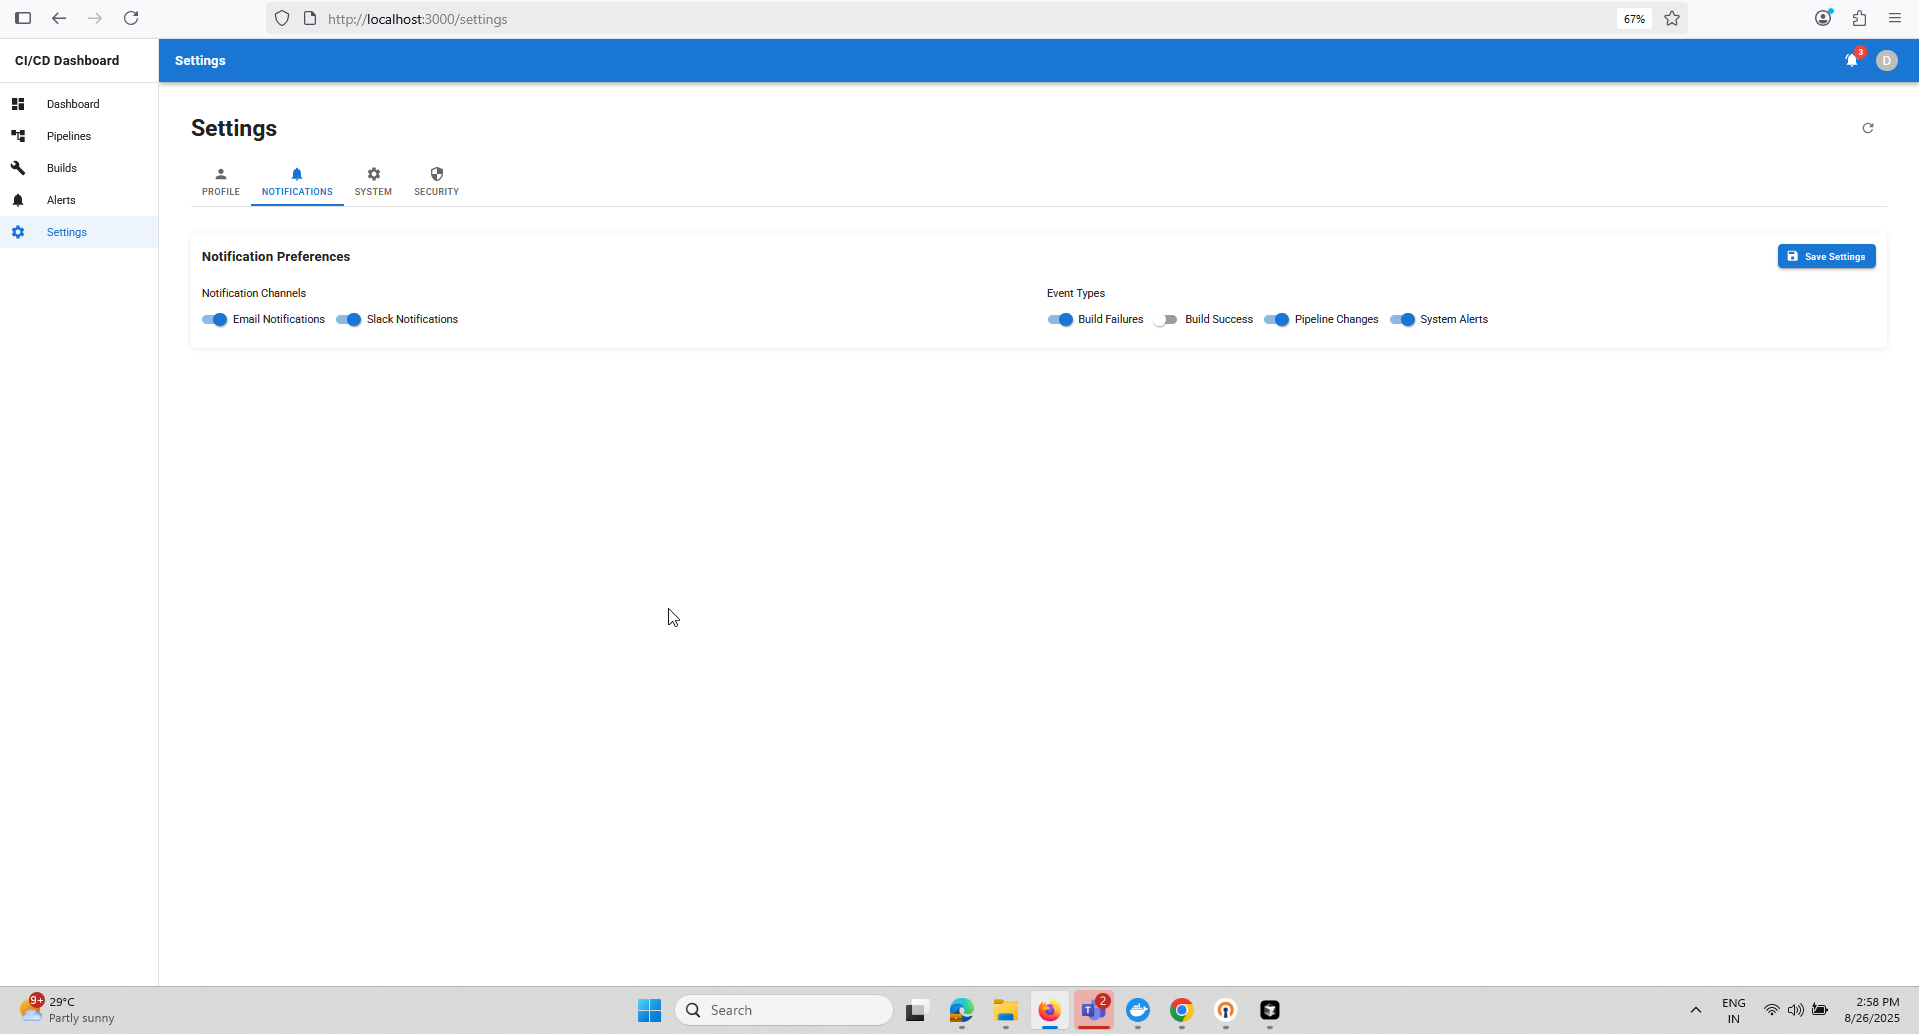 http://localhost:3000/settings
67%
CI/CD Dashboard
Settings
3
D
Dashboard
Pipelines
Builds
Alerts
Settings
Settings
PROFILE
NOTIFICATIONS
SYSTEM
SECURITY
Notification Preferences
Save Settings
Notification Channels
Email Notifications
Slack Notifications
Event Types
Build Failures
Build Success
Pipeline Changes
System Alerts
9+
29°C
Partly sunny
Search
2
T
ENG
IN
2:58 PM
8/26/2025